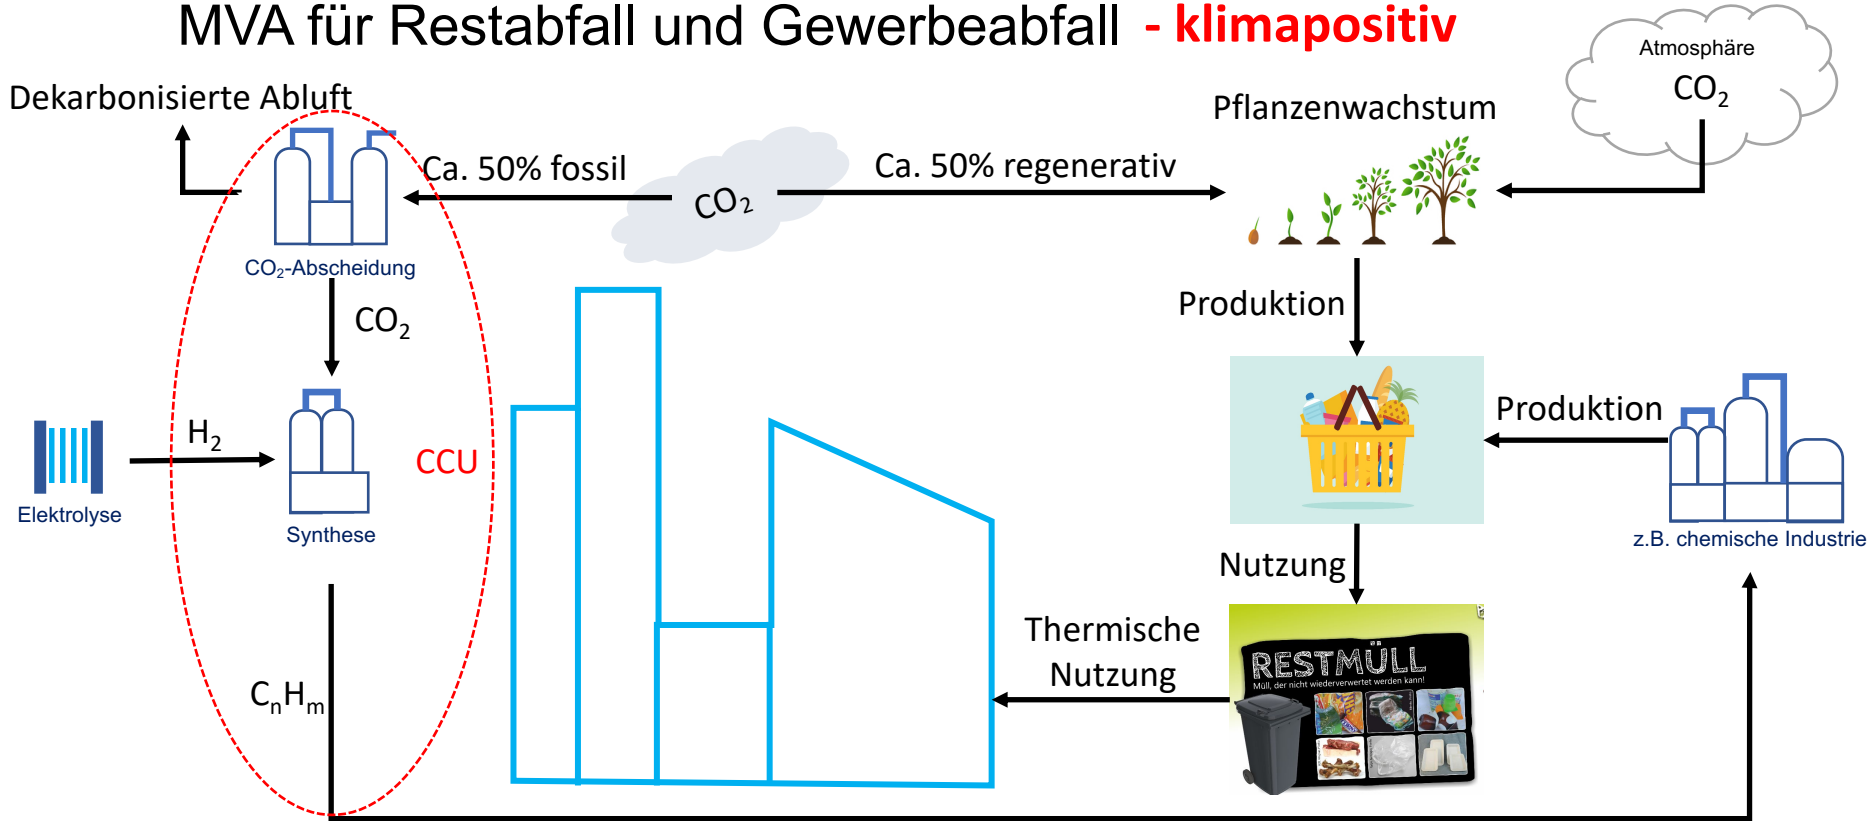 MVA für Restabfall und Gewerbeabfall - klimapositiv
Atmosphäre
CO₂
Dekarbonisierte Abluft
Pflanzenwachstum
Ca. 50% fossil
CO₂
Ca. 50% regenerativ
CO₂-Abscheidung
CO₂
Produktion
Produktion
H₂
CCU
Elektrolyse
Synthese
z.B. chemische Industrie
Nutzung
Thermische
Nutzung
RESTMÜLL
Müll, der nicht wiederverwertet werden kann!
CₙHₘ